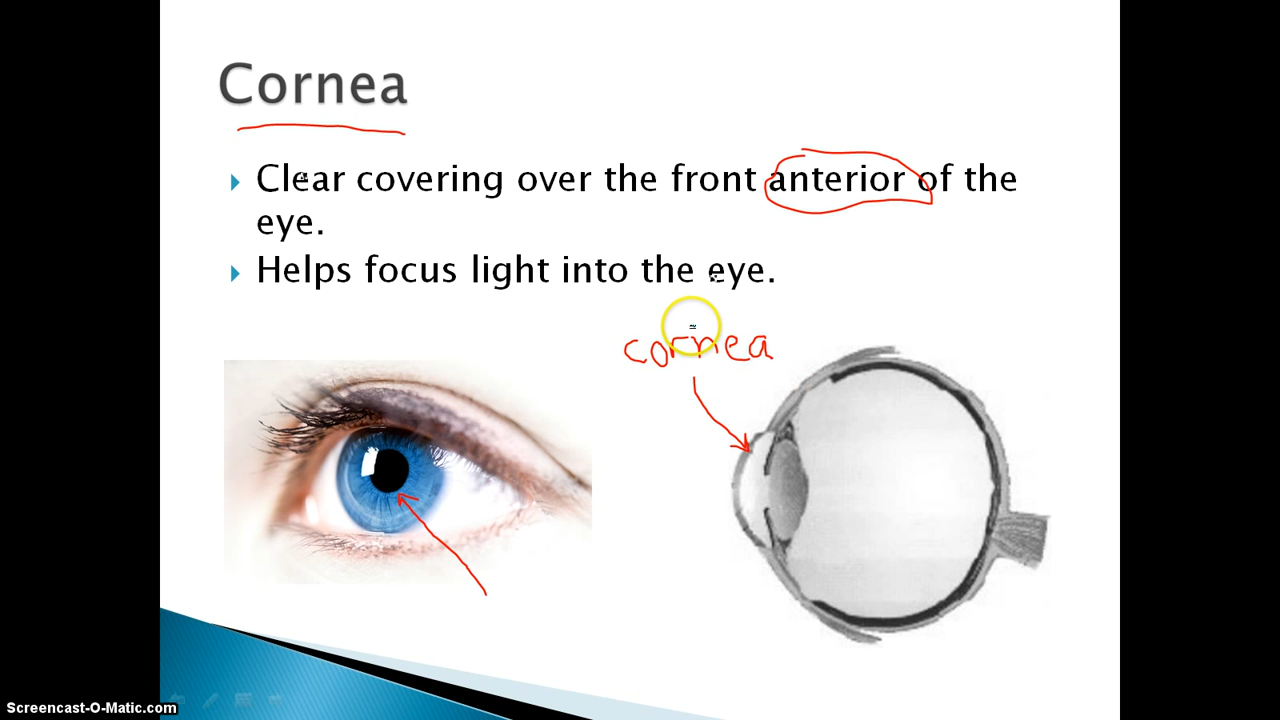 Cornea
Clear covering over the front anterior of the
eye.
Helps focus light into the eye.
cornea
Screencast-O-Matic.com